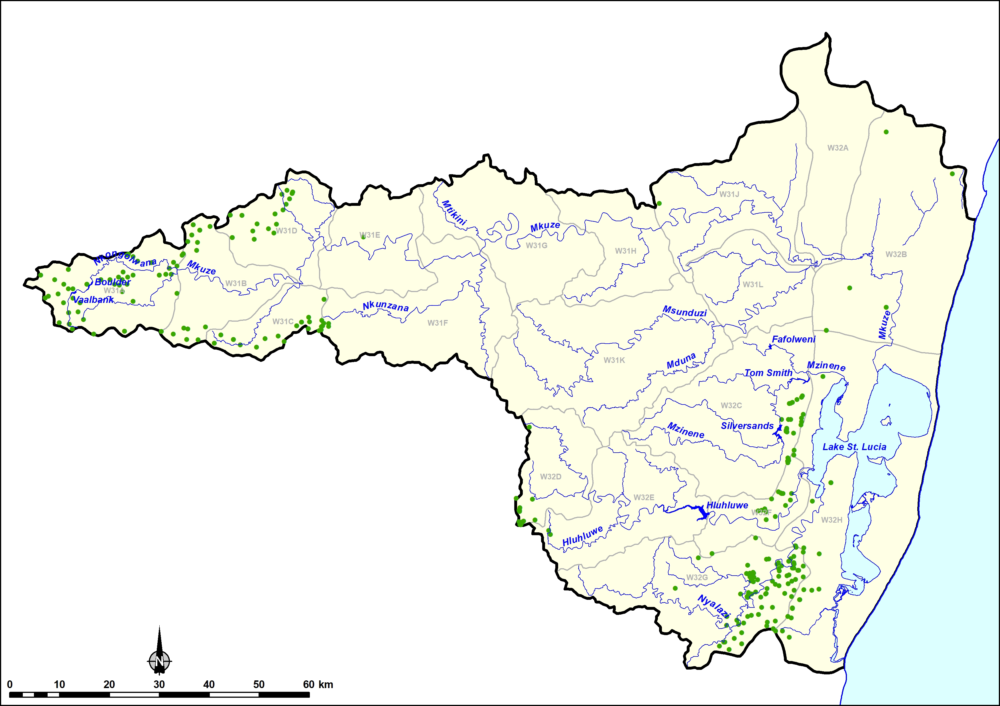 W32A
W31J
Mtikini
Mkuze
W31D
W31E
W31G
W31H
W32B
Nkongolwana
Mkuze
Boulder
W31A
W31B
W31L
Vaalbank
Nkunzana
Msunduzi
W31C
W31F
Mkuze
Fafolweni
W31K
Mduna
Mzinene
Tom Smith
W32C
Silversands
Mzinene
Lake St. Lucia
W32D
W32E
Hluhluwe
W32F
W32H
Hluhluwe
W32G
Nyalazi
N
0 10 20 30 40 50 60 km